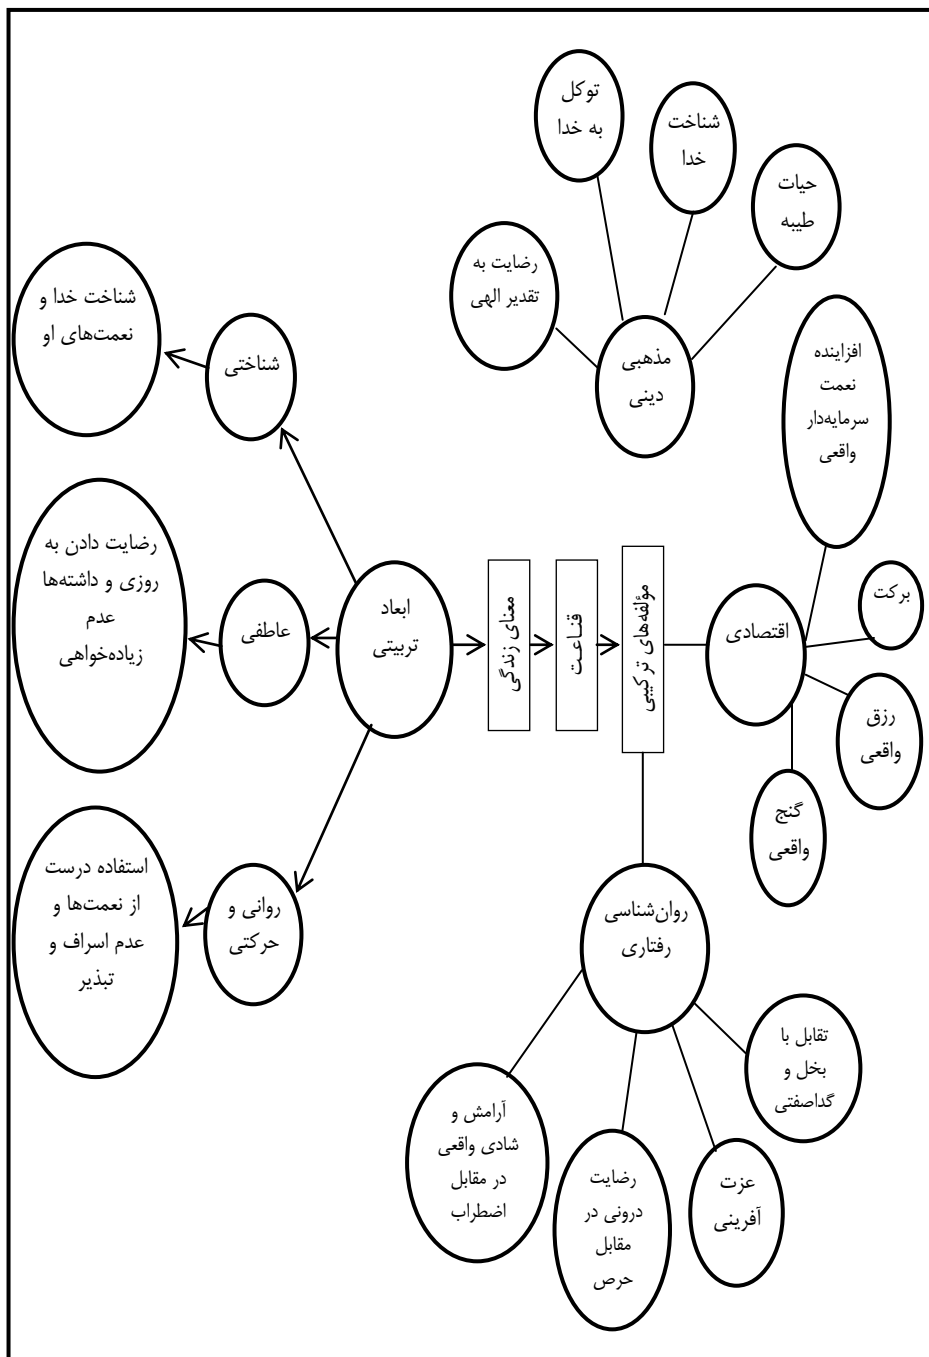 توکل
به خدا
شناخت
خدا
حیات
طیبه
رضایت به
تقدیر الهی
مذهبی
دینی
افزاینده
نعمت
سرمایه‌دار
واقعی
برکت
رزق
واقعی
گنج
واقعی
اقتصادی
مؤلفه‌های ترکیبی
قناعت
معنای زندگی
ابعاد
تربیتی
شناختی
شناخت خدا و
نعمت‌های او
عاطفی
رضایت دادن به
روزی و داشته‌ها
عدم
زیاده‌خواهی
روانی و
حرکتی
استفاده درست
از نعمت‌ها و
عدم اسراف و
تبذیر
روان‌شناسی
رفتاری
تقابل با
بخل و
گداصفتی
عزت
آفرینی
رضایت
درونی در
مقابل
حرص
آرامش و
شادی واقعی
در مقابل
اضطراب